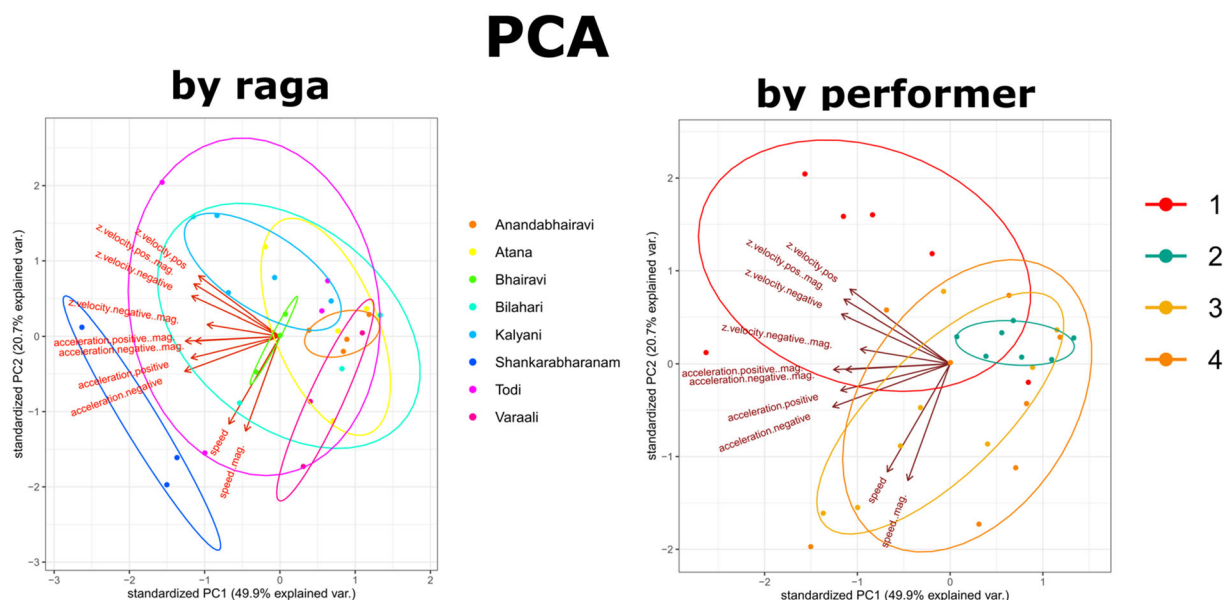 PCA
by raga
by performer
standardized PC2 (20.7% explained var.)
2
1
0
−1
−2
−3
z.velocity.pos
z.velocity.pos..mag.
z.velocity.negative
z.velocity.negative..mag.
acceleration.positive..mag.
acceleration.negative..mag.
acceleration.positive
acceleration.negative
speed
speed..mag.
−3
−2
−1
0
1
2
standardized PC1 (49.9% explained var.)
Anandabhairavi
Atana
Bhairavi
Bilahari
Kalyani
Shankarabharanam
Todi
Varaali
standardized PC2 (20.7% explained var.)
2
1
0
−1
−2
z.velocity.pos
z.velocity.pos..mag.
z.velocity.negative
z.velocity.negative..mag.
acceleration.positive..mag.
acceleration.negative..mag.
acceleration.positive
acceleration.negative
speed
speed..mag.
−2
−1
0
1
standardized PC1 (49.9% explained var.)
1
2
3
4